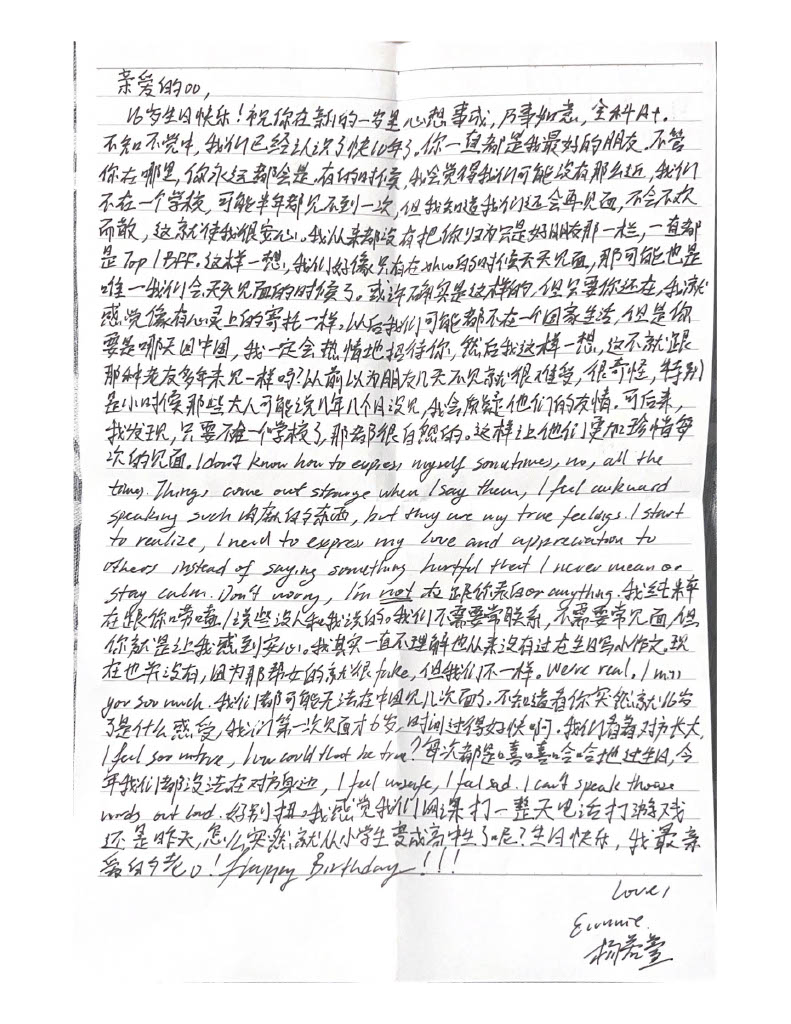 亲爱的OO,
16岁生日快乐！祝你在新的一岁里心想事成，万事如意，全科A+。
不知不觉中，我们已经认识了快10年了。你一直都是我最好的朋友。不管
你在哪里，你永远都会是。有的时候，我会觉得我们可能没有那么近，我们
不在一个学校，可能半年都见不到一次，但我知道我们还会再见面，不会不欢
而散，这就使我很安心。我从来都没有把你归为只是好朋友那一栏，一直都
是Top 1 BFF。这样一想，我们好像只有在的时候天天见面，那可能也是
唯一我们会天天见面的时候了。或许确实是这样的，但只要你还在，我就
感觉像有心灵上的寄托一样。以后我们可能都不在一个国家生活，但是你
要是哪天回中国，我一定会热情地招待你，然后我这样一想，这不就跟
那种老友多年未见一样吗？以前以为朋友几天不见就很难受，很奇怪，特别
是小时候那些大人可能说几年几个月没见，我会质疑他们的友情。可后来，
我发现，只要不在一个学校了，那都很自然的。这样让他们更加珍惜每
次的见面。I don't know how to express myself sometimes, no, all the
times. Things come out strange when I say them, I feel awkward
speaking such 肉麻的东西, but they are my true feelings. I start
to realize, I need to express my love and appreciation to
others instead of saying something hurtful that I never mean or
stay calm. Don't worry, I'm not 在跟你表白or anything. 我纯来
在跟你唠嗑/说些没人和我说的。我们不需要常联系，不需要常见面，但
你就是让我感到安心。我其实一直不理解也从来没有过在生日写小作文。现
在也并没有，因为那帮女的就很fake，但我们不一样。We're real. I miss
you soo much. 我们都可能无法在中国见几次面了。不知道看你突然就16岁
了是什么感受，我们第一次见面才6岁，时间过得好快啊。我们看着对方长大，
I feel soo mature, how could that be true? 每次都是嘻嘻哈哈地过生日，今
年我们都没法在对方身边，I feel unsafe, I feel sad. I can't speak those
words out loud. 好别扭。我感觉我们网课打一整天电话打游戏
还是昨天，怎么突然就从小学生变成高中生了呢？生日快乐，我最亲
爱的老O！Happy Birthday!!!
Love,
Eunnie.
杨